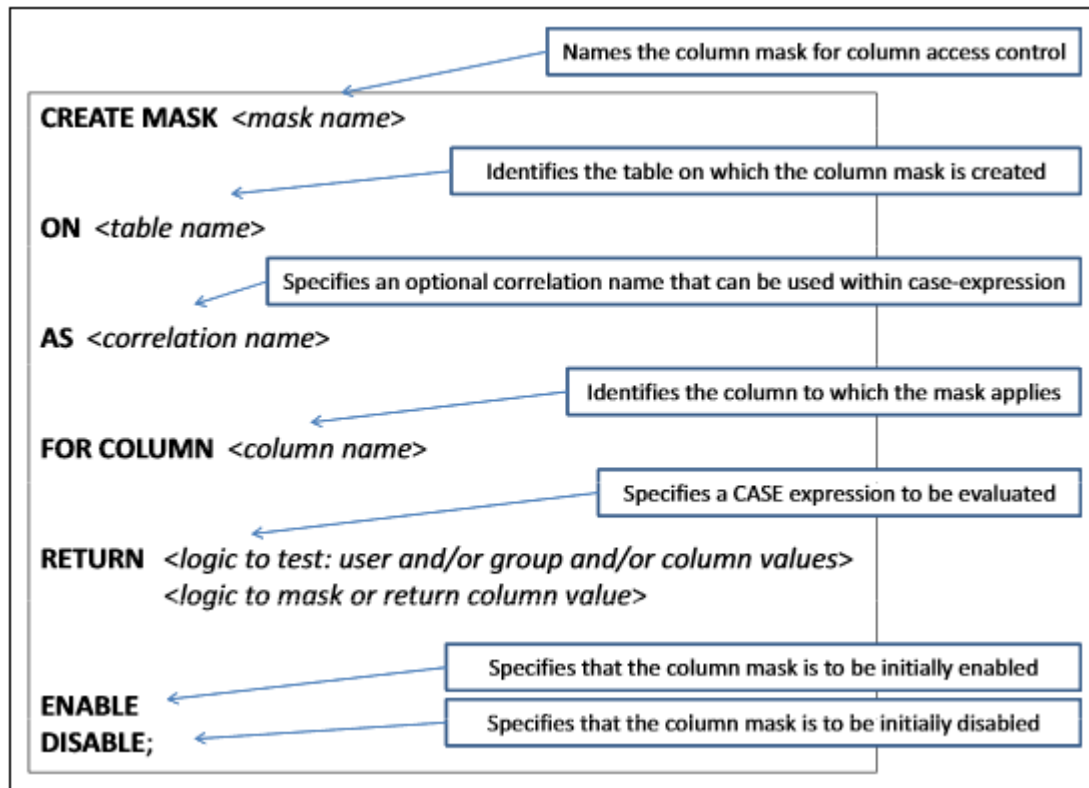 Names the column mask for column access control
CREATE MASK <mask name>
Identifies the table on which the column mask is created
ON <table name>
Specifies an optional correlation name that can be used within case-expression
AS <correlation name>
Identifies the column to which the mask applies
FOR COLUMN <column name>
Specifies a CASE expression to be evaluated
RETURN <logic to test: user and/or group and/or column values>
<logic to mask or return column value>
Specifies that the column mask is to be initially enabled
ENABLE
Specifies that the column mask is to be initially disabled
DISABLE;